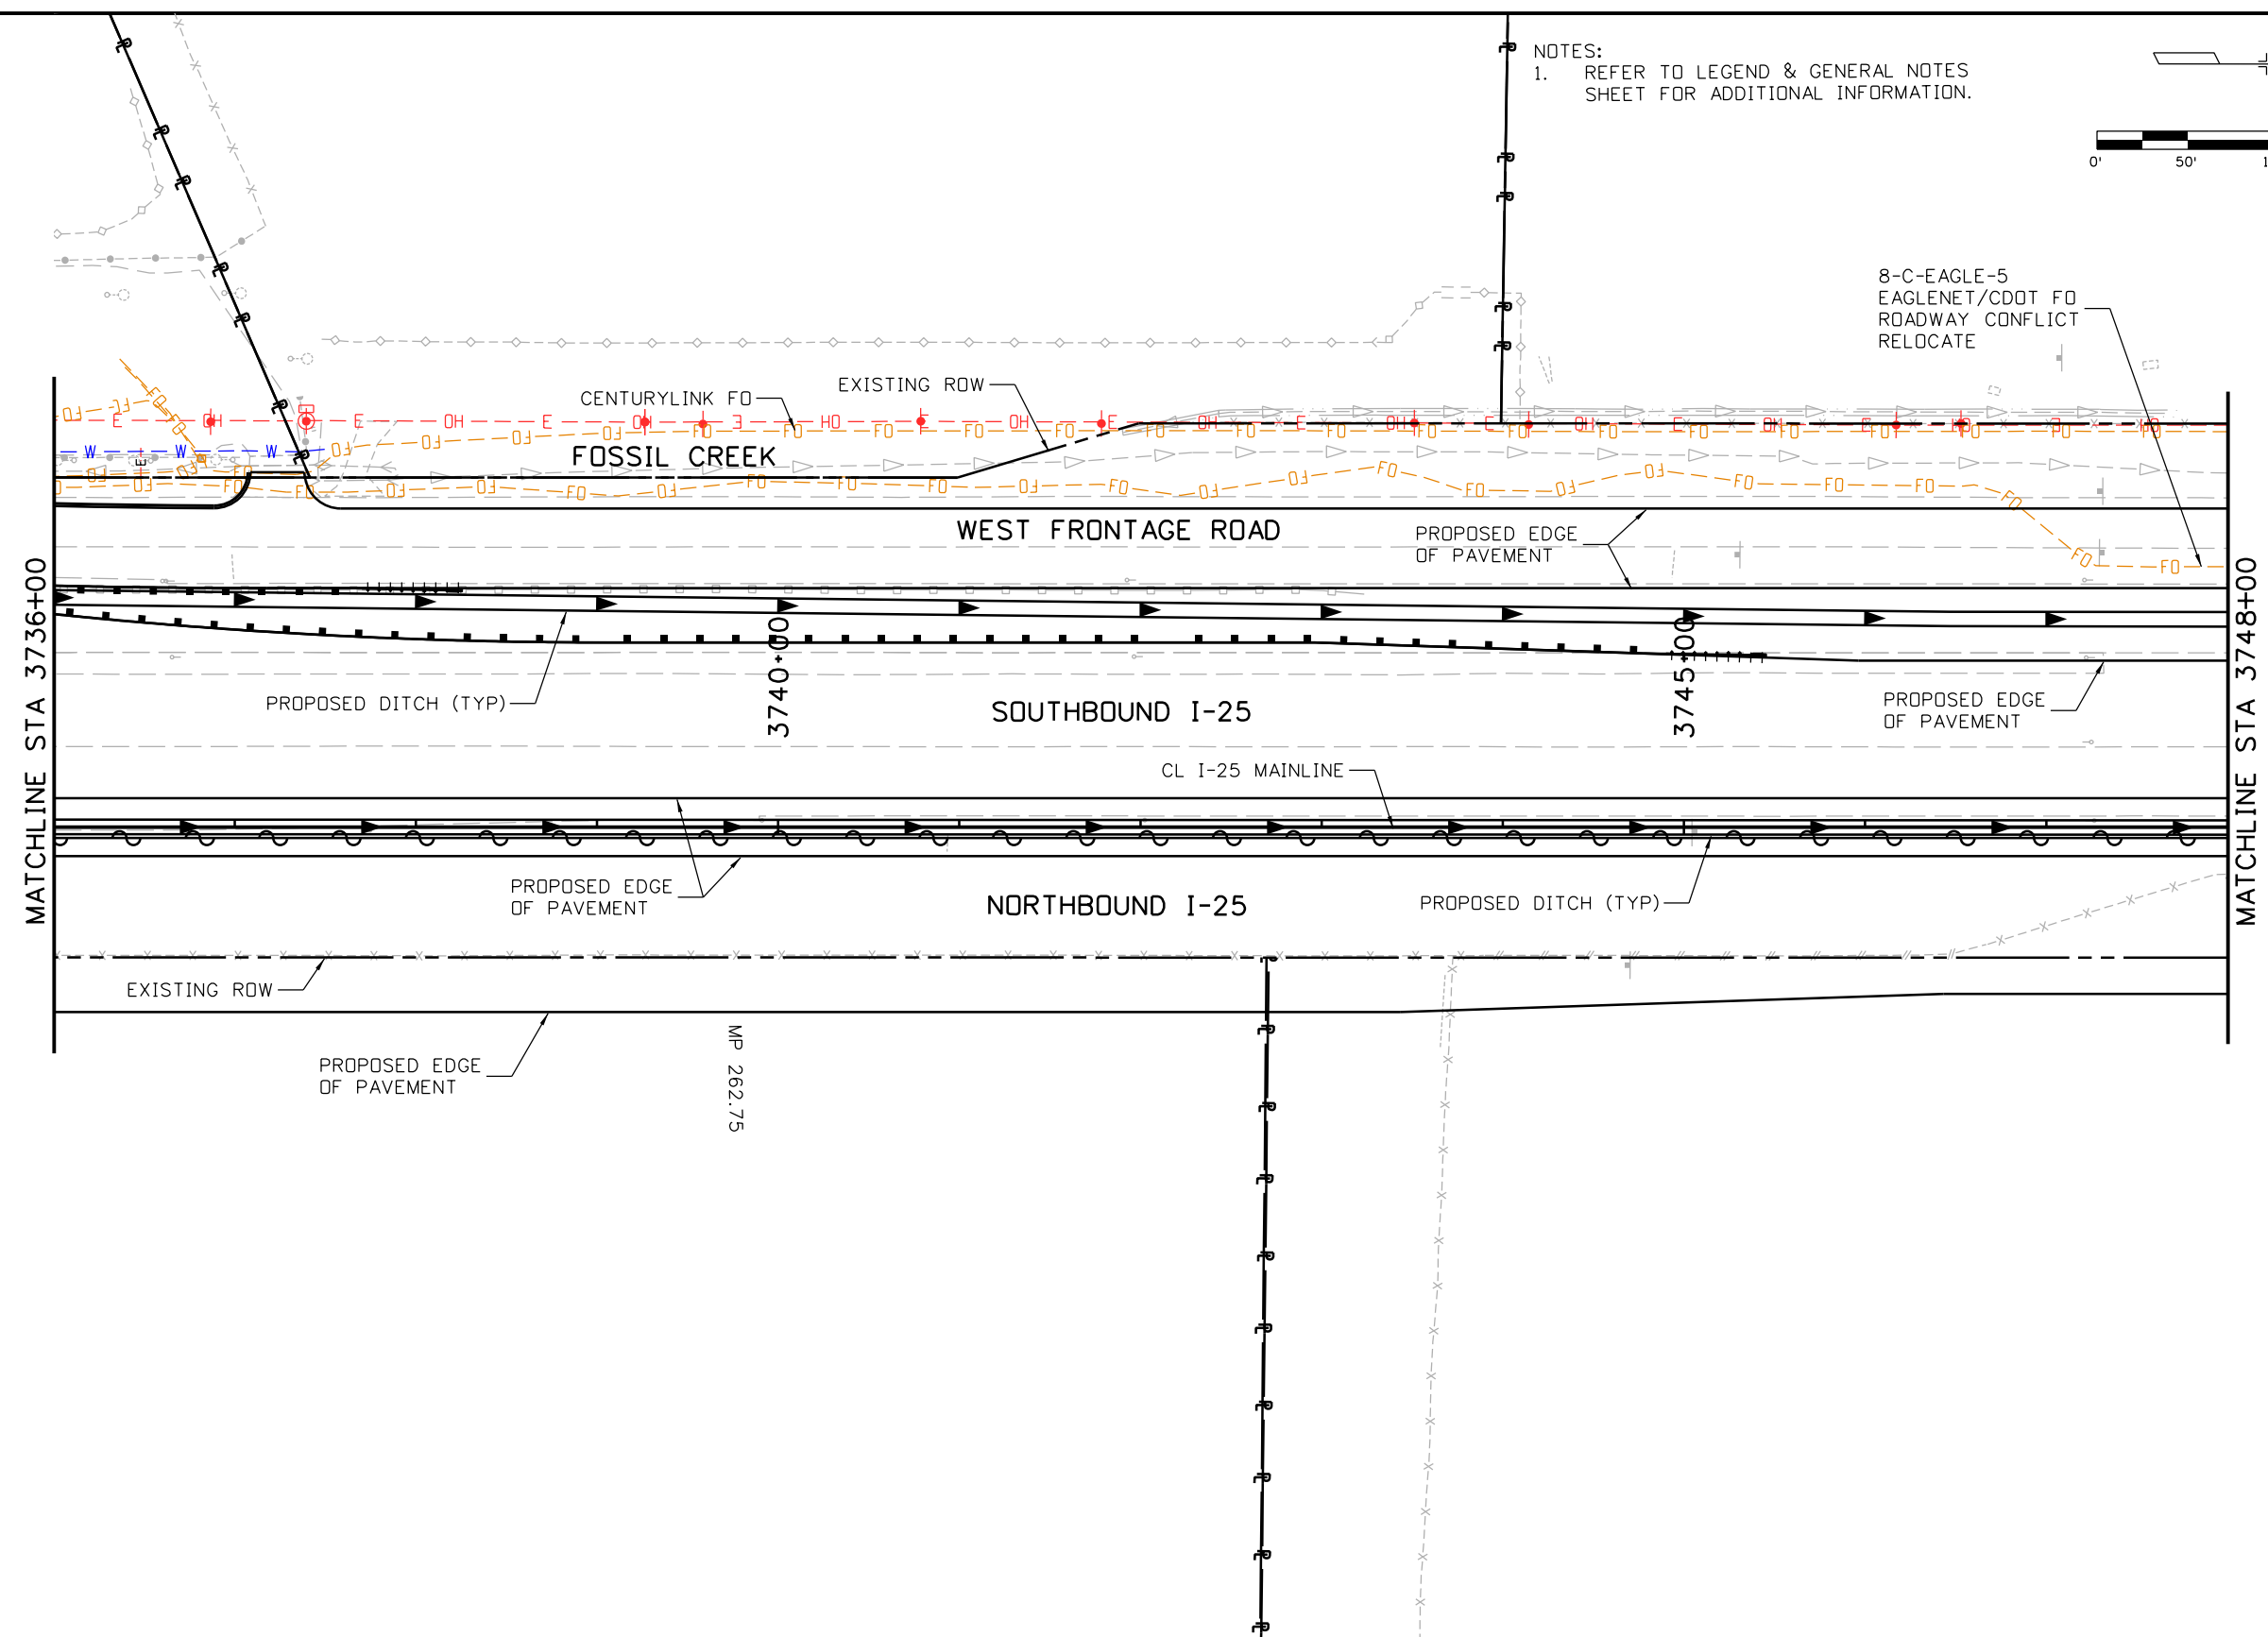 NOTES:
1. REFER TO LEGEND & GENERAL NOTES
SHEET FOR ADDITIONAL INFORMATION.
0' 50'
8-C-EAGLE-5
EAGLENET/CDOT FO
ROADWAY CONFLICT
RELOCATE
CENTURYLINK FO
EXISTING ROW
FOSSIL CREEK
WEST FRONTAGE ROAD
PROPOSED EDGE
OF PAVEMENT
MATCHLINE STA 3736+00
MATCHLINE STA 3748+00
3740+00
3745+00
PROPOSED DITCH (TYP)
SOUTHBOUND I-25
PROPOSED EDGE
OF PAVEMENT
CL I-25 MAINLINE
PROPOSED EDGE
OF PAVEMENT
NORTHBOUND I-25
PROPOSED DITCH (TYP)
EXISTING ROW
PROPOSED EDGE
OF PAVEMENT
MP 262.75